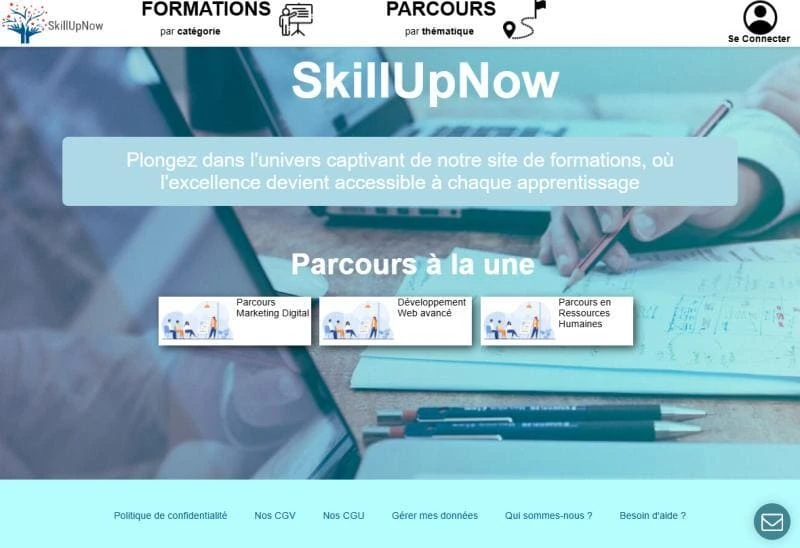 SkillUpNow
FORMATIONS
par catégorie
PARCOURS
par thématique
Se Connecter
SkillUpNow
Plongez dans l'univers captivant de notre site de formations, où
l'excellence devient accessible à chaque apprentissage
Parcours à la une
Parcours
Marketing Digital
Développement
Web avancé
Parcours en
Ressources
Humaines
Politique de confidentialité
Nos CGV
Nos CGU
Gérer mes données
Qui sommes-nous ?
Besoin d'aide ?